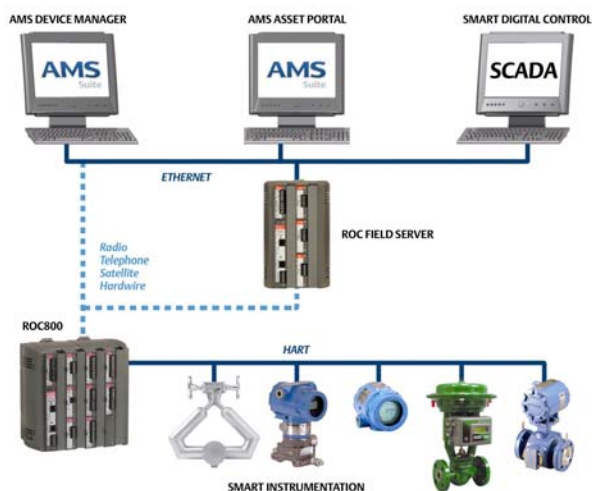 AMS DEVICE MANAGER
AMS ASSET PORTAL
SMART DIGITAL CONTROL
AMS
Suite
AMS
Suite
SCADA
ETHERNET
ROC FIELD SERVER
Radio
Telephone
Satellite
Hardwire
ROC800
HART
SMART INSTRUMENTATION